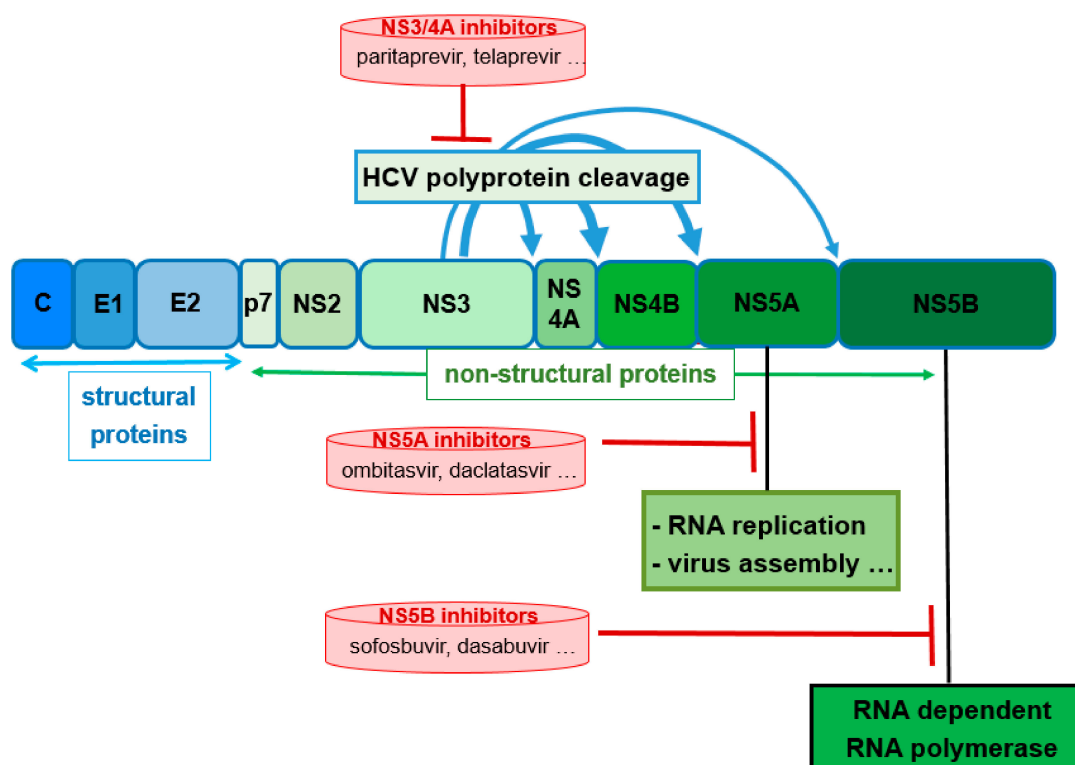 NS3/4A inhibitors
paritaprevir, telaprevir …
HCV polyprotein cleavage
C
E1
E2
p7
NS2
NS3
NS
4A
NS4B
NS5A
NS5B
structural
proteins
non-structural proteins
NS5A inhibitors
ombitasvir, daclatasvir …
- RNA replication
- virus assembly …
NS5B inhibitors
sofosbuvir, dasabuvir …
RNA dependent
RNA polymerase